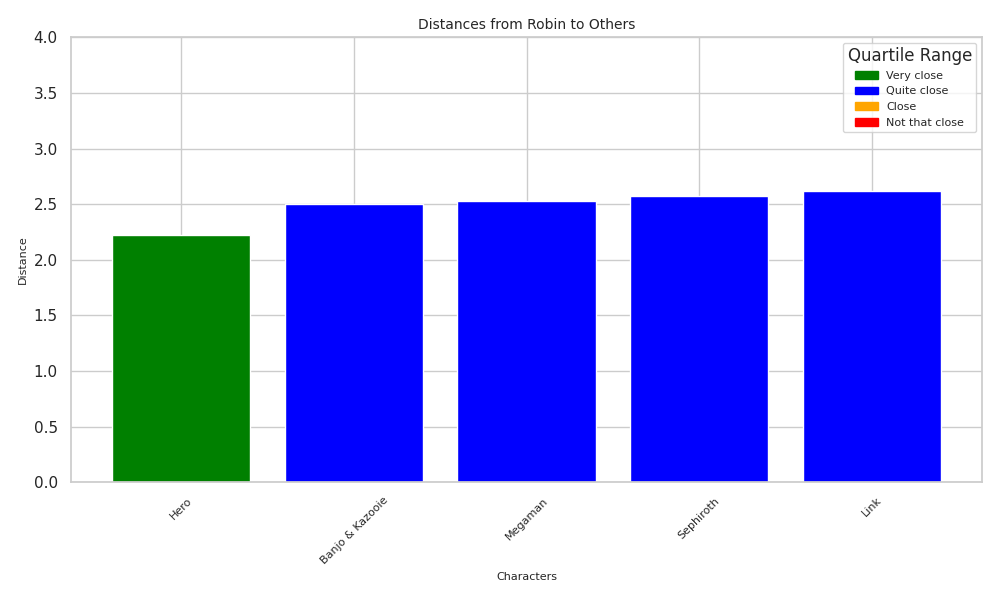 Distances from Robin to Others
4.0
3.5
3.0
2.5
2.0
1.5
1.0
0.5
0.0
Distance
Quartile Range
Very close
Quite close
Close
Not that close
Hero
Banjo & Kazooie
Megaman
Sephiroth
Link
Characters